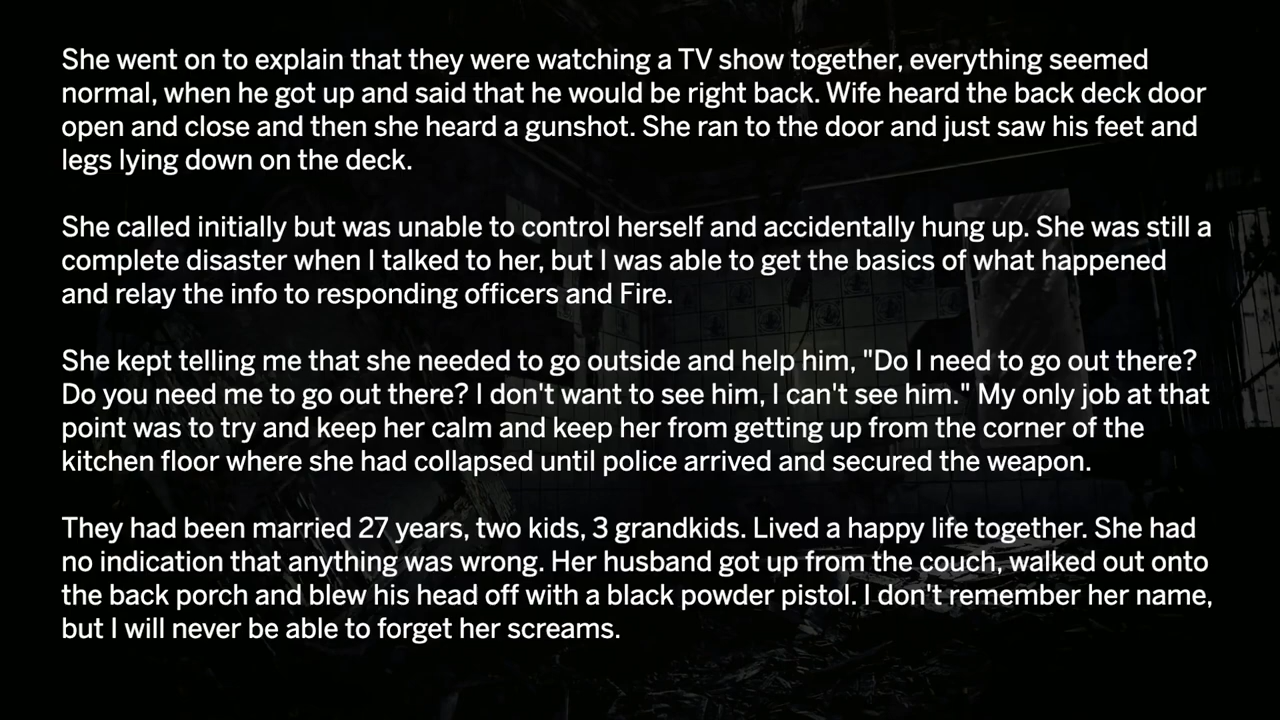 She went on to explain that they were watching a TV show together, everything seemed
normal, when he got up and said that he would be right back. Wife heard the back deck door
open and close and then she heard a gunshot. She ran to the door and just saw his feet and
legs lying down on the deck.
She called initially but was unable to control herself and accidentally hung up. She was still a
complete disaster when I talked to her, but I was able to get the basics of what happened
and relay the info to responding officers and Fire.
She kept telling me that she needed to go outside and help him, "Do I need to go out there?
Do you need me to go out there? I don't want to see him, I can't see him." My only job at that
point was to try and keep her calm and keep her from getting up from the corner of the
kitchen floor where she had collapsed until police arrived and secured the weapon.
They had been married 27 years, two kids, 3 grandkids. Lived a happy life together. She had
no indication that anything was wrong. Her husband got up from the couch, walked out onto
the back porch and blew his head off with a black powder pistol. I don't remember her name,
but I will never be able to forget her screams.